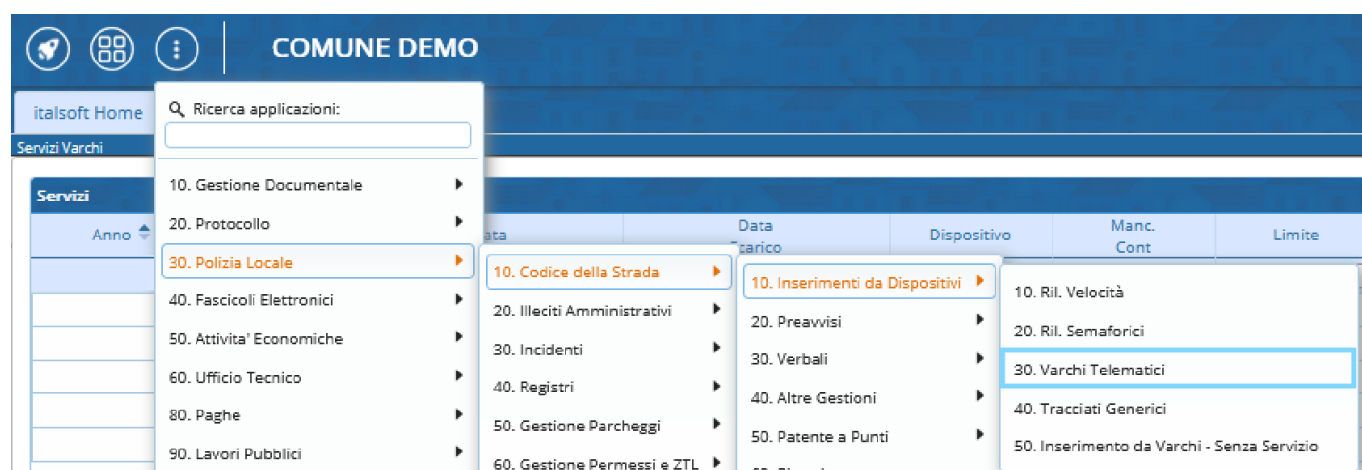 COMUNE DEMO
italsoft Home
Ricerca applicazioni:
Servizi Varchi
Servizi
Anno
Data
Dispositivo
Manc.
Cont
Limite
10. Gestione Documentale
20. Protocollo
30. Polizia Locale
40. Fascicoli Elettronici
50. Attivita' Economiche
60. Ufficio Tecnico
80. Paghe
90. Lavori Pubblici
10. Codice della Strada
20. Illeciti Amministrativi
30. Incidenti
40. Registri
50. Gestione Parcheggi
60. Gestione Permessi e ZTL
10. Inserimenti da Dispositivi
20. Preavvisi
30. Verbali
40. Altre Gestioni
50. Patente a Punti
10. Ril. Velocità
20. Ril. Semaforici
30. Varchi Telematici
40. Tracciati Generici
50. Inserimento da Varchi - Senza Servizio